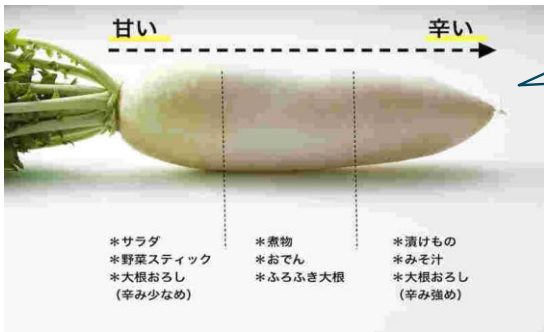 甘い
辛い
＊サラダ
＊野菜スティック
＊大根おろし
（辛み少なめ）
＊煮物
＊おでん
＊ふろふき大根
＊漬けもの
＊みそ汁
＊大根おろし
（辛み強め）